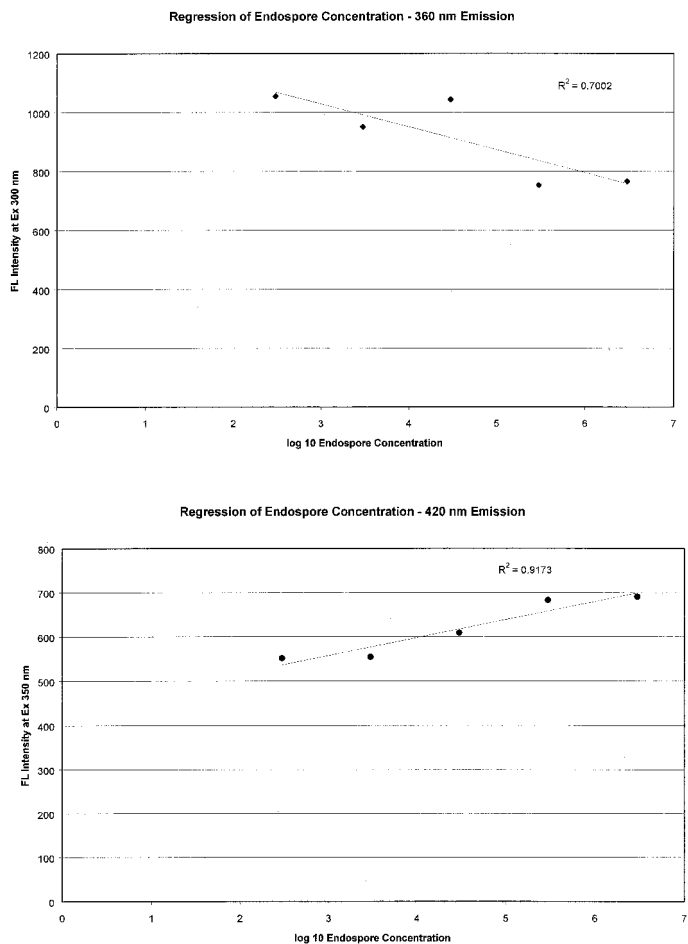 Regression of Endospore Concentration - 360 nm Emission
1200
R2 = 0.7002
1000
800
600
400
200
0
FL Intensity at Ex 300 nm
0 1 2 3 4 5 6 7
log 10 Endospore Concentration
Regression of Endospore Concentration - 420 nm Emission
800
R2 = 0.9173
700
600
500
400
300
200
100
0
FL Intensity at Ex 350 nm
0 1 2 3 4 5 6 7
log 10 Endospore Concentration